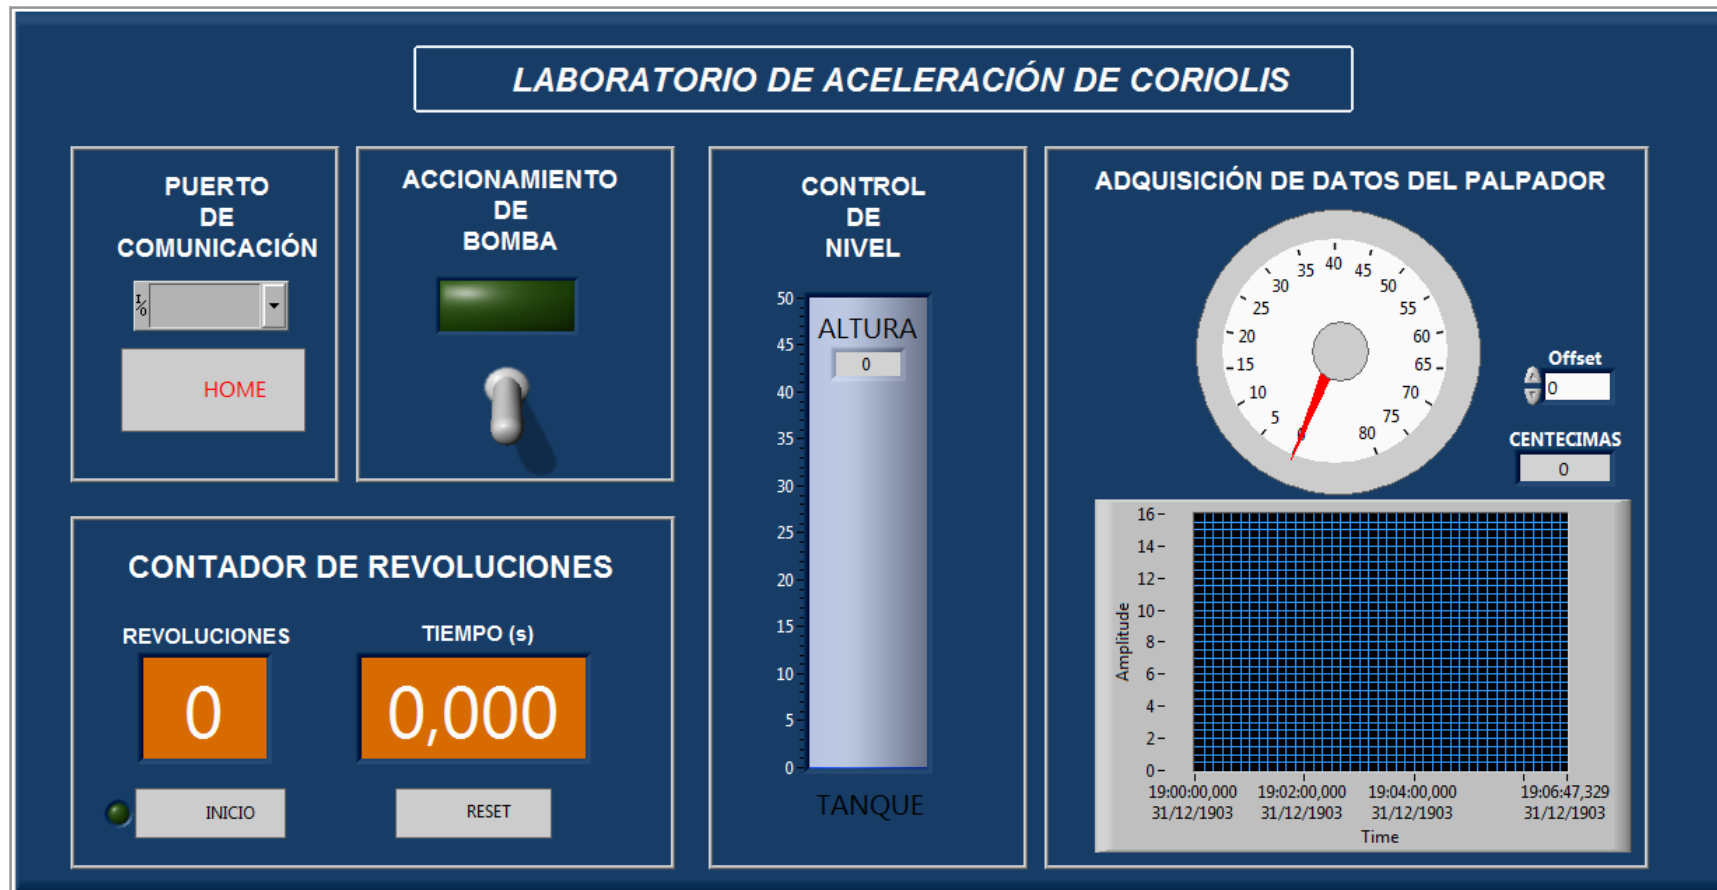 LABORATORIO DE ACELERACIÓN DE CORIOLIS
PUERTO
DE
COMUNICACIÓN
I/O
HOME
ACCIONAMIENTO
DE
BOMBA
CONTADOR DE REVOLUCIONES
REVOLUCIONES
TIEMPO (s)
0
0,000
INICIO
RESET
CONTROL
DE
NIVEL
50
ALTURA
45
0
40
35
30
25
20
15
10
5
0
TANQUE
ADQUISICIÓN DE DATOS DEL PALPADOR
0
5
10
15
20
25
30
35
40
45
50
55
60
65
70
75
80
Offset
0
CENTECIMAS
0
16
14
12
10
8
6
4
2
0
Amplitude
19:00:00,000 19:02:00,000 19:04:00,000 19:06:47,329
31/12/1903 31/12/1903 31/12/1903 31/12/1903
Time